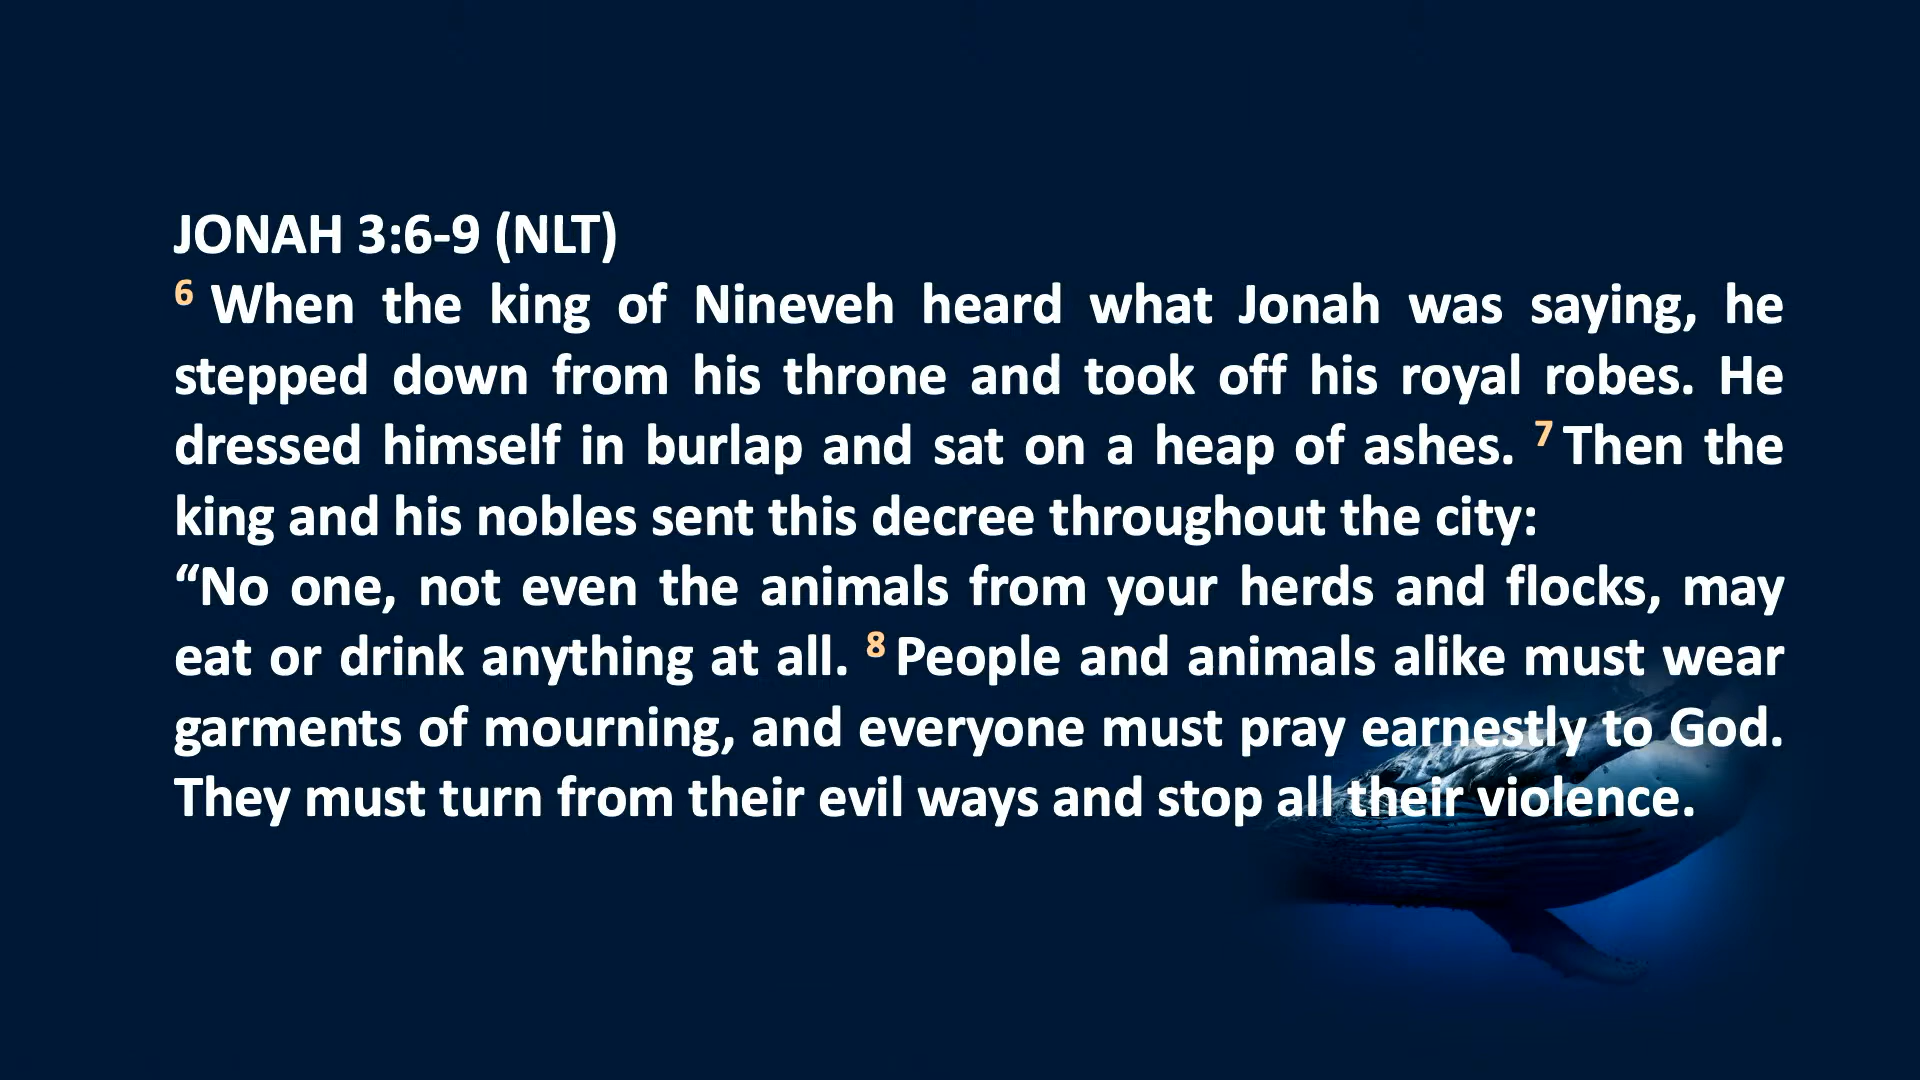 JONAH 3:6-9 (NLT)
6 When the king of Nineveh heard what Jonah was saying, he
stepped down from his throne and took off his royal robes. He
dressed himself in burlap and sat on a heap of ashes. 7 Then the
king and his nobles sent this decree throughout the city:
“No one, not even the animals from your herds and flocks, may
eat or drink anything at all. 8 People and animals alike must wear
garments of mourning, and everyone must pray earnestly to God.
They must turn from their evil ways and stop all their violence.